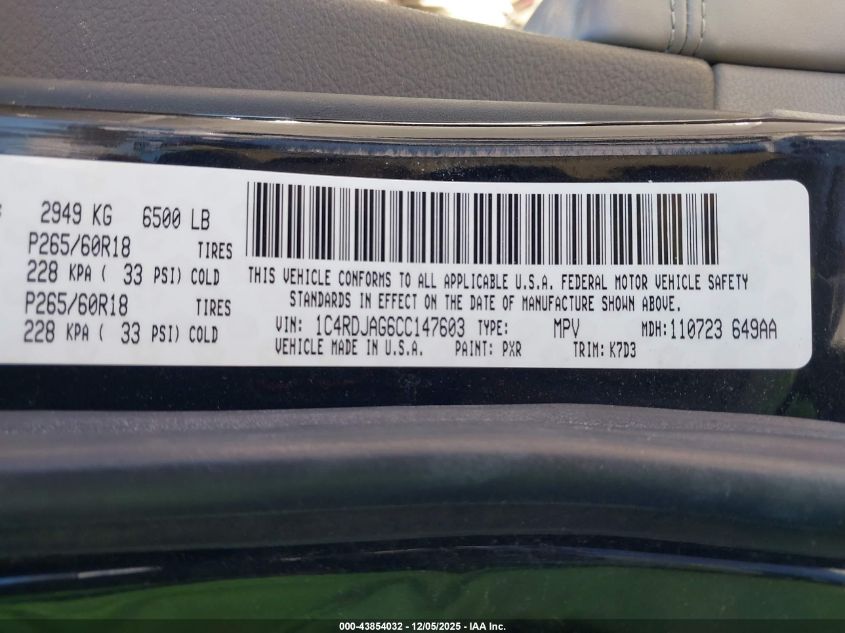 2949 KG 6500 LB
P265/60R18 TIRES
228 KPA ( 33 PSI) COLD
P265/60R18 TIRES
228 KPA ( 33 PSI) COLD
THIS VEHICLE CONFORMS TO ALL APPLICABLE U.S.A. FEDERAL MOTOR VEHICLE SAFETY
STANDARDS IN EFFECT ON THE DATE OF MANUFACTURE SHOWN ABOVE.
VIN: 1C4RDJAG6CC147603 TYPE: MPV MDH: 110723 649AA
VEHICLE MADE IN U.S.A. PAINT: PXR TRIM: K7D3
000-43854032 - 12/05/2025 - IAA Inc.